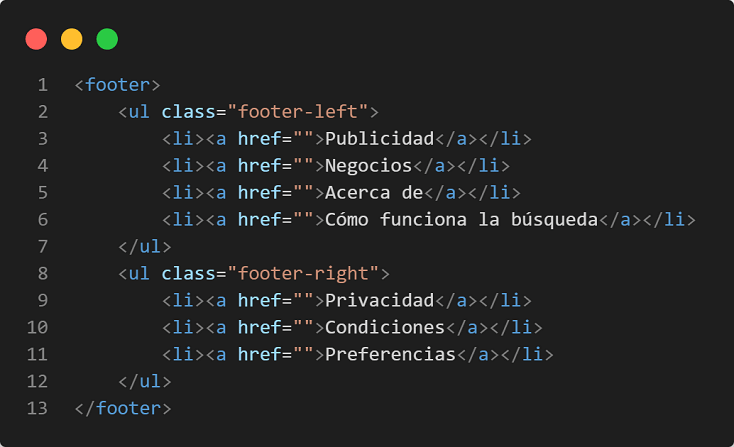 1 <footer>
2     <ul class="footer-left">
3         <li><a href="">Publicidad</a></li>
4         <li><a href="">Negocios</a></li>
5         <li><a href="">Acerca de</a></li>
6         <li><a href="">Cómo funciona la búsqueda</a></li>
7     </ul>
8     <ul class="footer-right">
9         <li><a href="">Privacidad</a></li>
10         <li><a href="">Condiciones</a></li>
11         <li><a href="">Preferencias</a></li>
12     </ul>
13 </footer>